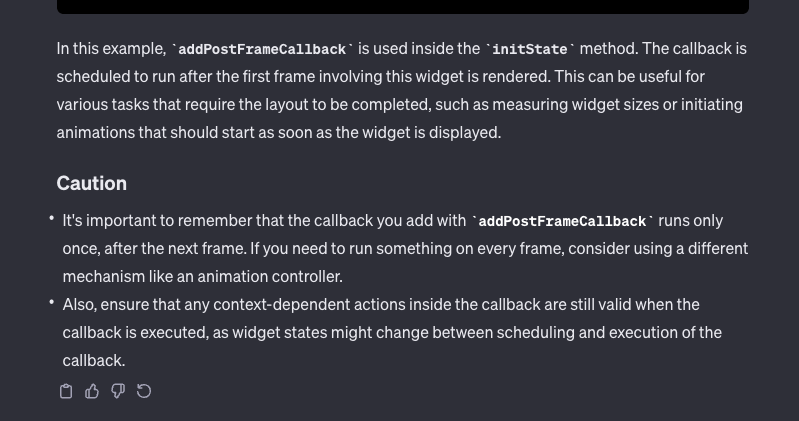 In this example, `addPostFrameCallback` is used inside the `initState` method. The callback is
scheduled to run after the first frame involving this widget is rendered. This can be useful for
various tasks that require the layout to be completed, such as measuring widget sizes or initiating
animations that should start as soon as the widget is displayed.
Caution
• It's important to remember that the callback you add with `addPostFrameCallback` runs only
once, after the next frame. If you need to run something on every frame, consider using a different
mechanism like an animation controller.
• Also, ensure that any context-dependent actions inside the callback are still valid when the
callback is executed, as widget states might change between scheduling and execution of the
callback.